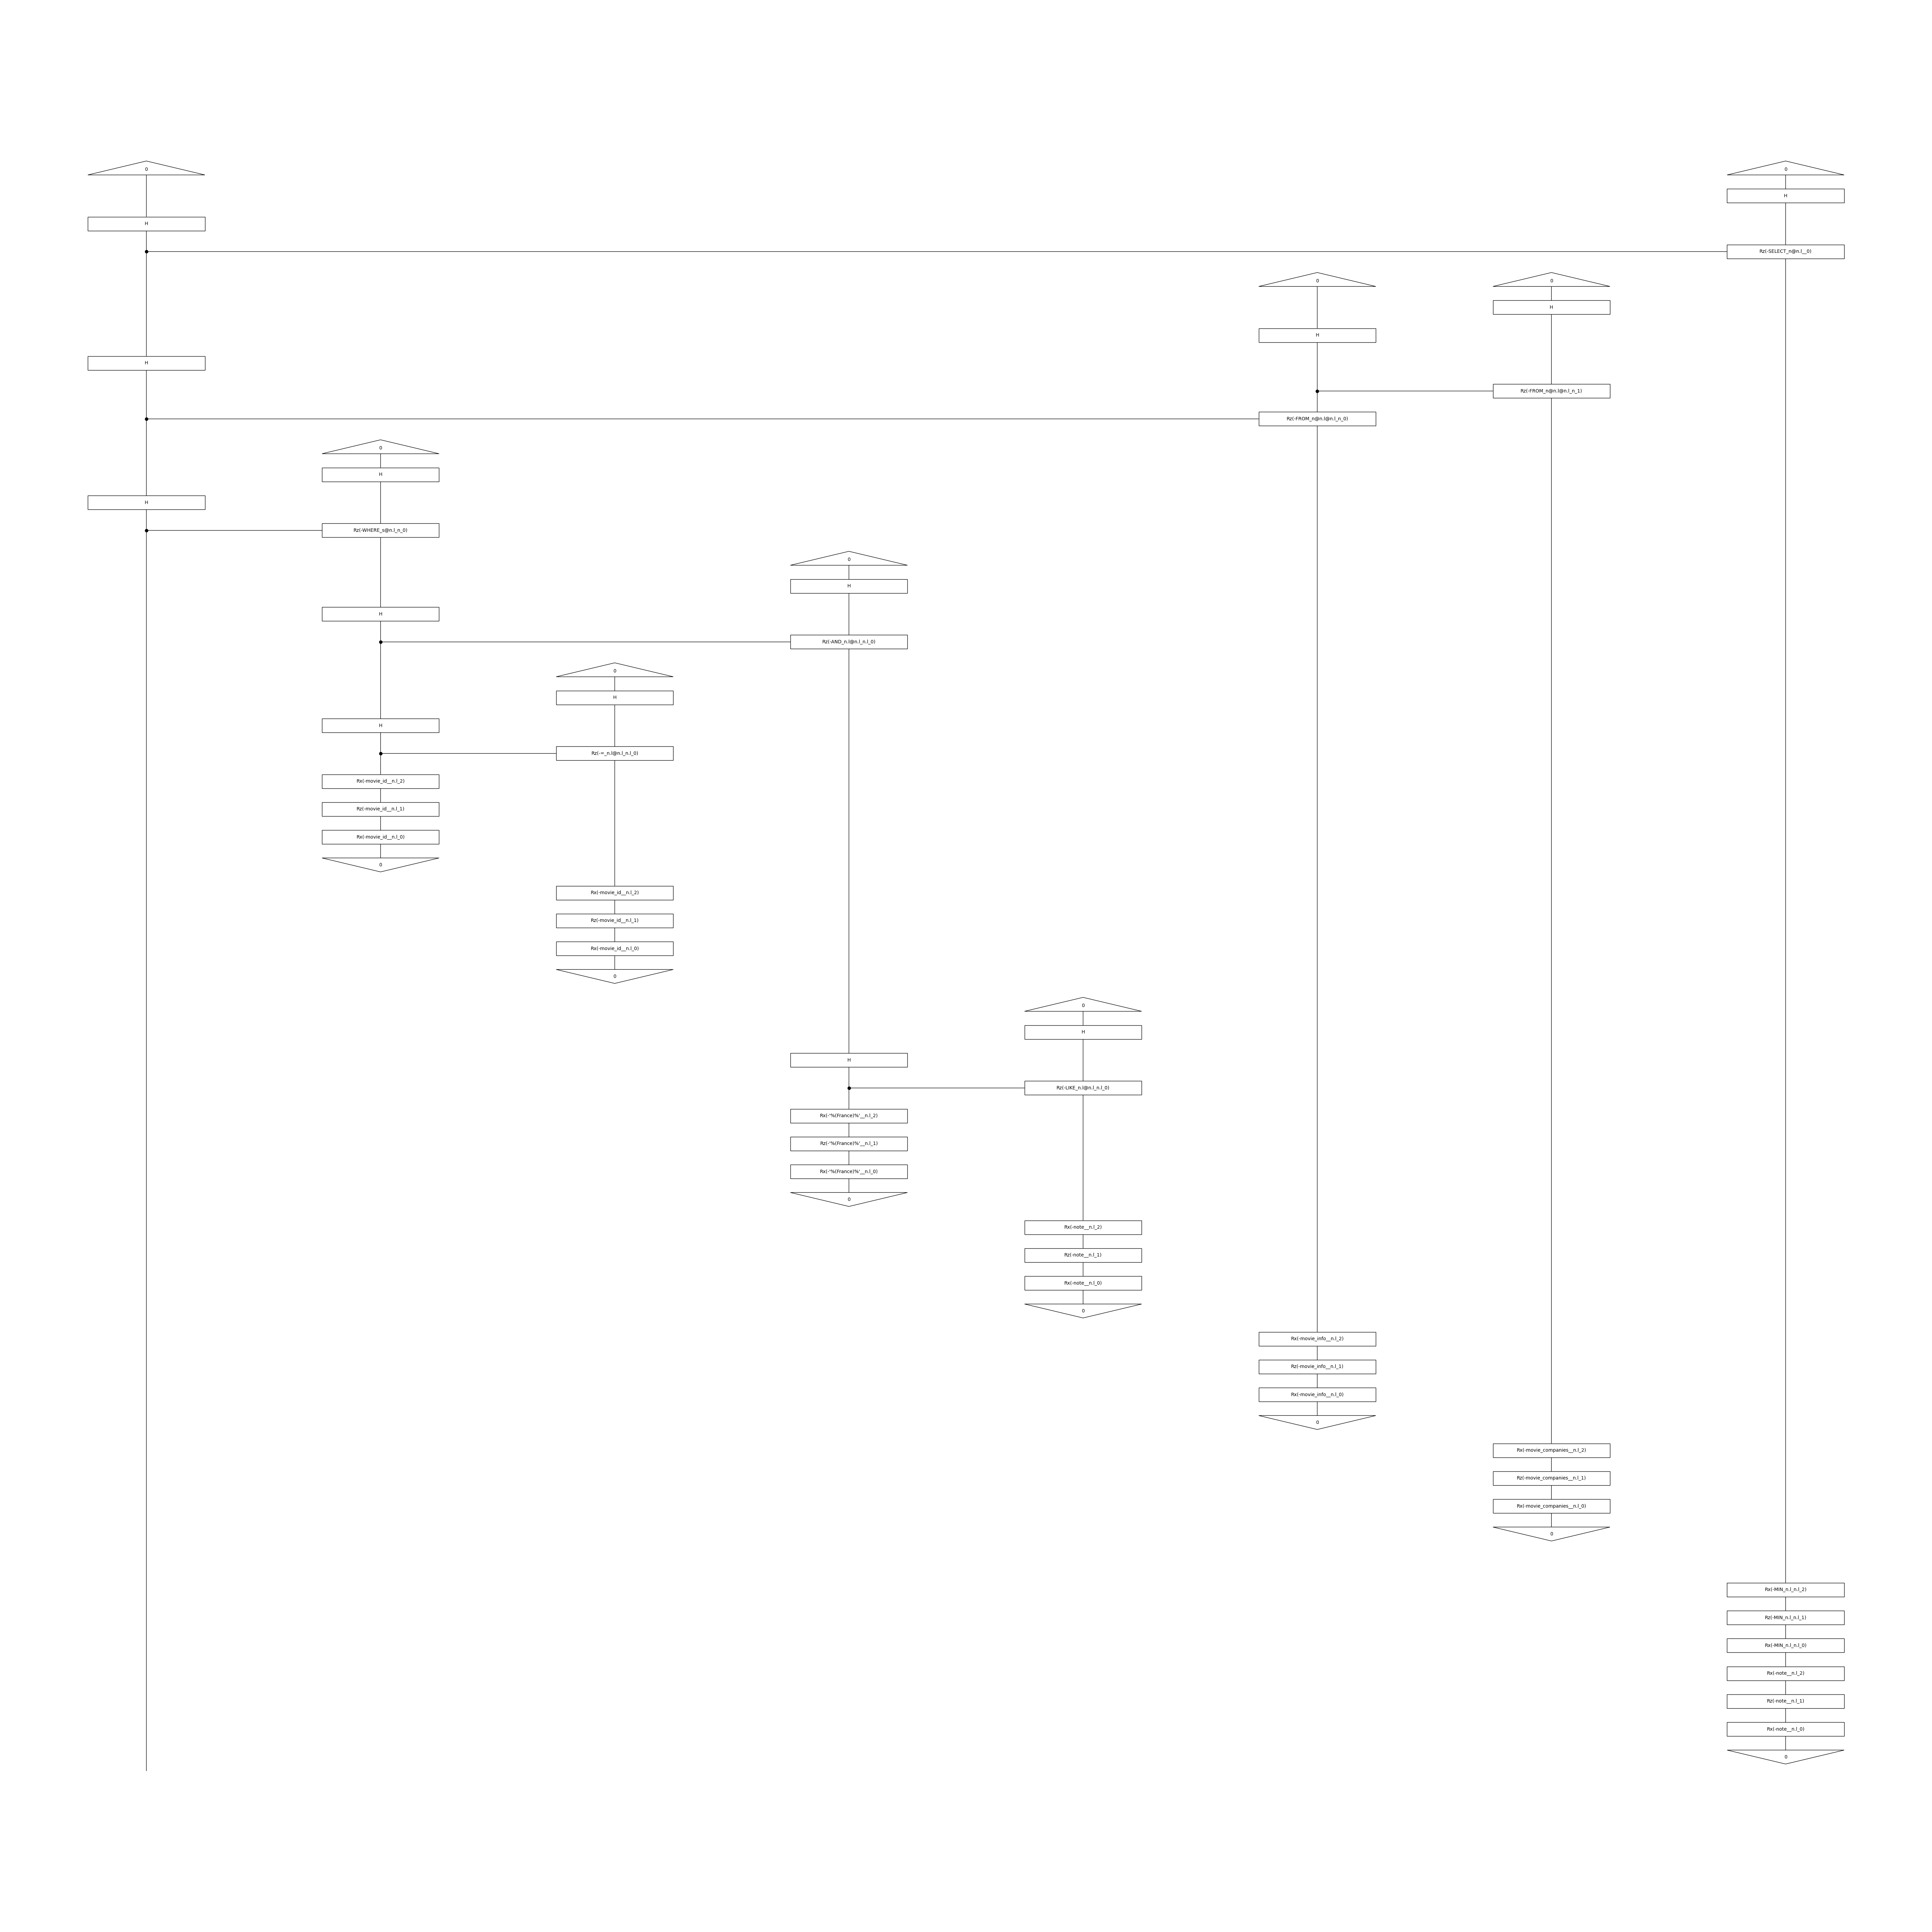 0
0
H
H
Rz(-SELECT_n@n.l__0)
0
0
H
H
H
Rz(-FROM_n@n.l@n.l_n_1)
Rz(-FROM_n@n.l@n.l_n_0)
0
H
H
Rz(-WHERE_s@n.l_n_0)
0
H
H
Rz(-AND_n.l@n.l_n.l_0)
0
H
H
Rz(-=_n.l@n.l_n.l_0)
Rx(-movie_id__n.l_2)
Rz(-movie_id__n.l_1)
Rx(-movie_id__n.l_0)
0
Rx(-movie_id__n.l_2)
Rz(-movie_id__n.l_1)
Rx(-movie_id__n.l_0)
0
0
H
H
Rz(-LIKE_n.l@n.l_n.l_0)
Rx(-'%(France)%'__n.l_2)
Rz(-'%(France)%'__n.l_1)
Rx(-'%(France)%'__n.l_0)
0
Rx(-note__n.l_2)
Rz(-note__n.l_1)
Rx(-note__n.l_0)
0
Rx(-movie_info__n.l_2)
Rz(-movie_info__n.l_1)
Rx(-movie_info__n.l_0)
0
Rx(-movie_companies__n.l_2)
Rz(-movie_companies__n.l_1)
Rx(-movie_companies__n.l_0)
0
Rx(-MIN_n.l_n.l_2)
Rz(-MIN_n.l_n.l_1)
Rx(-MIN_n.l_n.l_0)
Rx(-note__n.l_2)
Rz(-note__n.l_1)
Rx(-note__n.l_0)
0